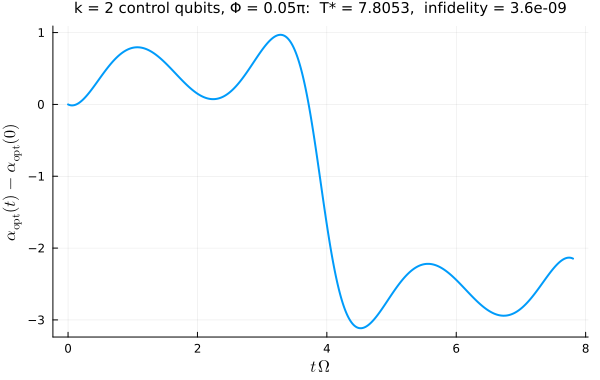 k = 2 control qubits, Φ = 0.05π:  T* = 7.8053,  infidelity = 3.6e-09
α_opt(t) − α_opt(0)
1
0
−1
−2
−3
0 2 4 6 8
t Ω